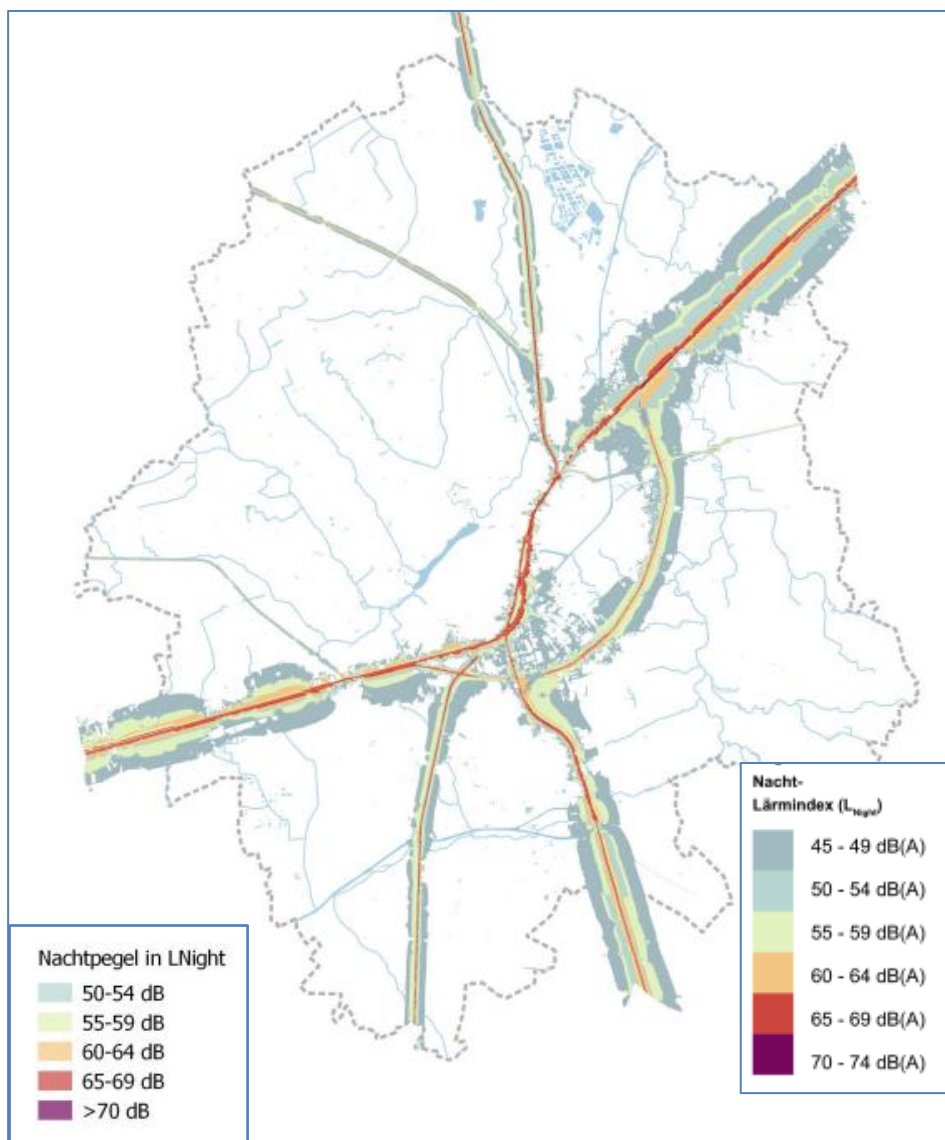 Nacht-
Lärmindex (LNight)
45 - 49 dB(A)
50 - 54 dB(A)
55 - 59 dB(A)
60 - 64 dB(A)
65 - 69 dB(A)
70 - 74 dB(A)
Nachtpegel in LNight
50-54 dB
55-59 dB
60-64 dB
65-69 dB
>70 dB